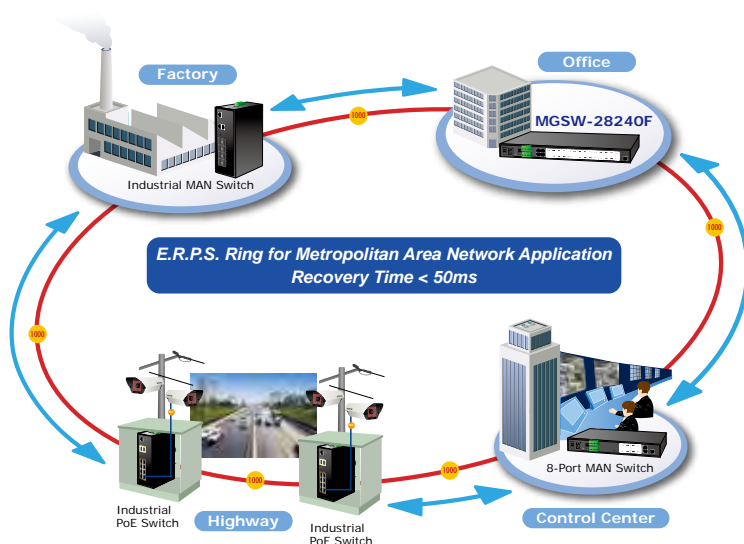 Factory
Office
MGSW-28240F
1000
Industrial MAN Switch
1000
E.R.P.S. Ring for Metropolitan Area Network Application
Recovery Time < 50ms
1000
8-Port MAN Switch
1000
Industrial
PoE Switch
Highway
Industrial
PoE Switch
1000
Control Center